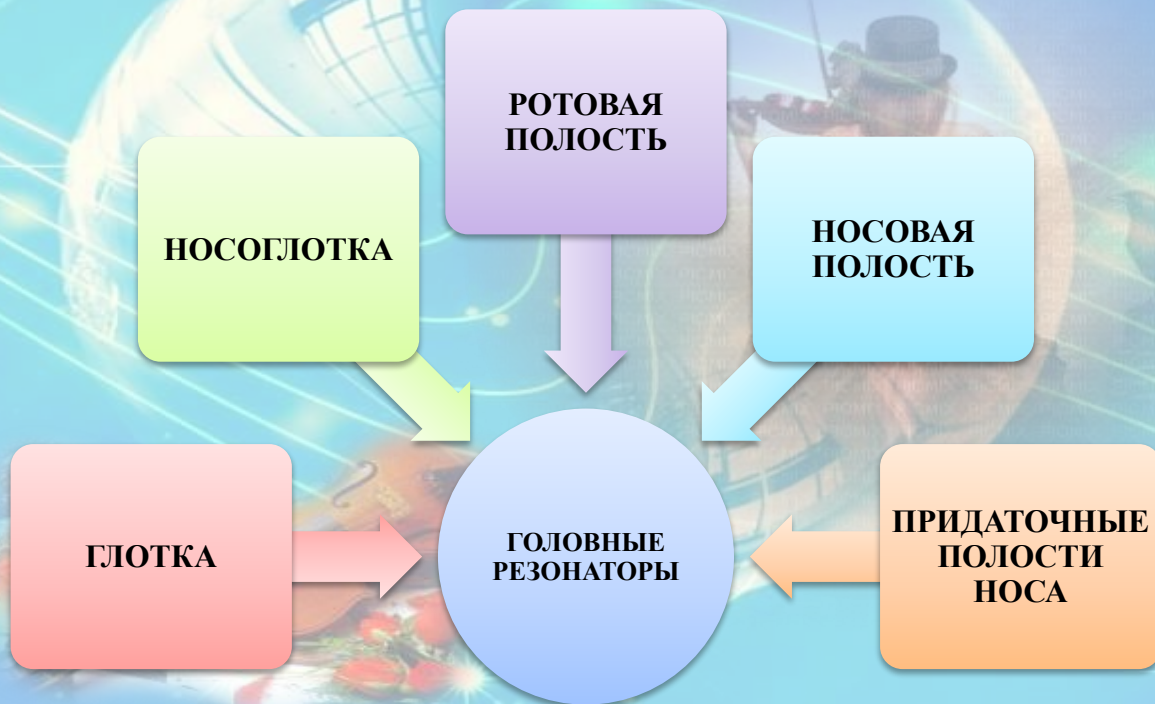 РОТОВАЯ
ПОЛОСТЬ
НОСОГЛОТКА
НОСОВАЯ
ПОЛОСТЬ
ГЛОТКА
ГОЛОВНЫЕ
РЕЗОНАТОРЫ
ПРИДАТОЧНЫЕ
ПОЛОСТИ
НОСА